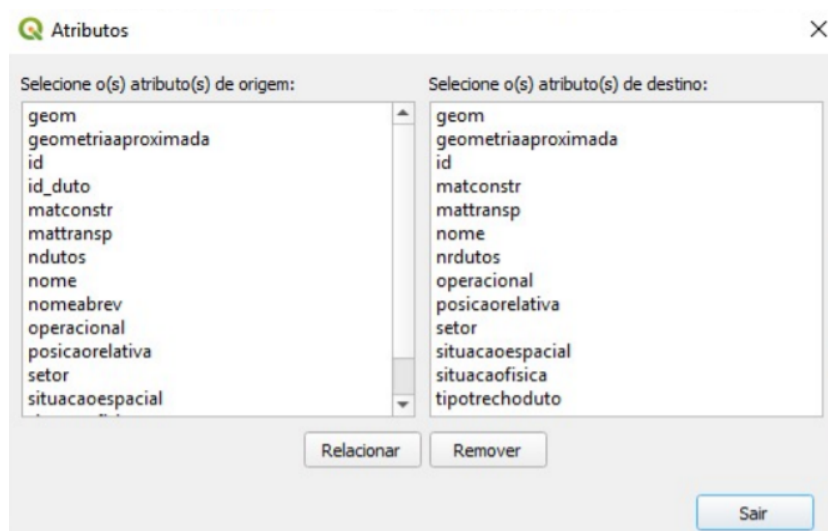 Atributos
Selecione o(s) atributo(s) de origem:
geom
geometriaaproximada
id
id_duto
matconstr
mattransp
ndutos
nome
nomeabrev
operacional
posicaorelativa
setor
situacaoespacial
Selecione o(s) atributo(s) de destino:
geom
geometriaaproximada
id
matconstr
mattransp
nome
nrdutos
operacional
posicaorelativa
setor
situacaoespacial
situacaofisica
tipotrechoduto
Relacionar
Remover
Sair